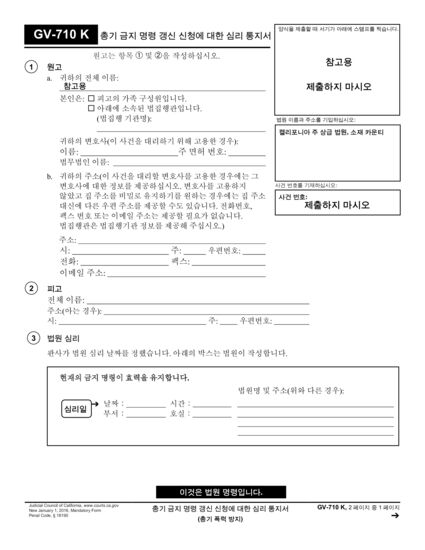 GV-710 K 총기 금지 명령 갱신 신청에 대한 심리 통지서
양식을 제출할 때 서기가 아래에 스탬프를 찍습니다.
참고용
제출하지 마시오
원고는 항목 ① 및 ②을 작성하십시오.
1 원고
a. 귀하의 전체 이름:
참고용
본인은: 피고의 가족 구성원입니다.
아래에 소속된 법집행관입니다.
(법집행 기관명):
법원 이름과 주소를 기입하십시오:
캘리포니아 주 상급 법원, 소재 카운티
귀하의 변호사(이 사건을 대리하기 위해 고용한 경우):
이름: 주 면허 번호:
법무법인 이름:
b. 귀하의 주소(이 사건을 대리할 변호사를 고용한 경우에는 그
변호사에 대한 정보를 제공하십시오. 변호사를 고용하지
않았고 집 주소를 비밀로 유지하기를 원하는 경우에는 집 주소
대신에 다른 우편 주소를 제공할 수도 있습니다. 전화번호,
팩스 번호 또는 이메일 주소는 제공할 필요가 없습니다.
법집행관은 법집행기관 정보를 제공해 주십시오.)
사건 번호를 기재하십시오:
사건 번호:
제출하지 마시오
주소:
시: 주: 우편번호:
전화: 팩스:
이메일 주소:
2 피고
전체 이름:
주소(아는 경우):
시: 주: 우편번호:
3 법원 심리
판사가 법원 심리 날짜를 정했습니다. 아래의 박스는 법원이 작성합니다.
현재의 금지 명령이 효력을 유지합니다.
법원명 및 주소(위와 다른 경우):
심리일 ➔ 날짜 : 시간 :
부서 : 호실 :
이것은 법원 명령입니다.
Judicial Council of California, www.courts.ca.gov
New January 1, 2016, Mandatory Form
Penal Code, § 18190
총기 금지 명령 갱신 신청에 대한 심리 통지서
(총기 폭력 방지)
GV-710 K, 2 페이지 중 1 페이지
➔